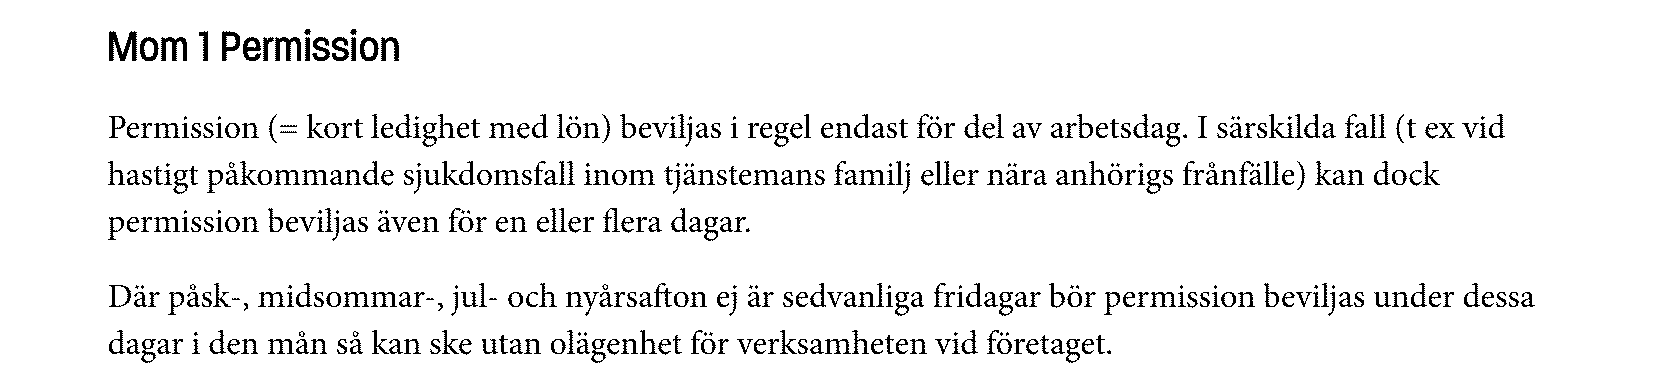 Mom 1 Permission
Permission (= kort ledighet med lön) beviljas i regel endast för del av arbetsdag. I särskilda fall (t ex vid
hastigt påkommande sjukdomsfall inom tjänstemans familj eller nära anhörigs frånfälle) kan dock
permission beviljas även för en eller flera dagar.
Där påsk-, midsommar-, jul- och nyårsafton ej är sedvanliga fridagar bör permission beviljas under dessa
dagar i den mån så kan ske utan olägenhet för verksamheten vid företaget.